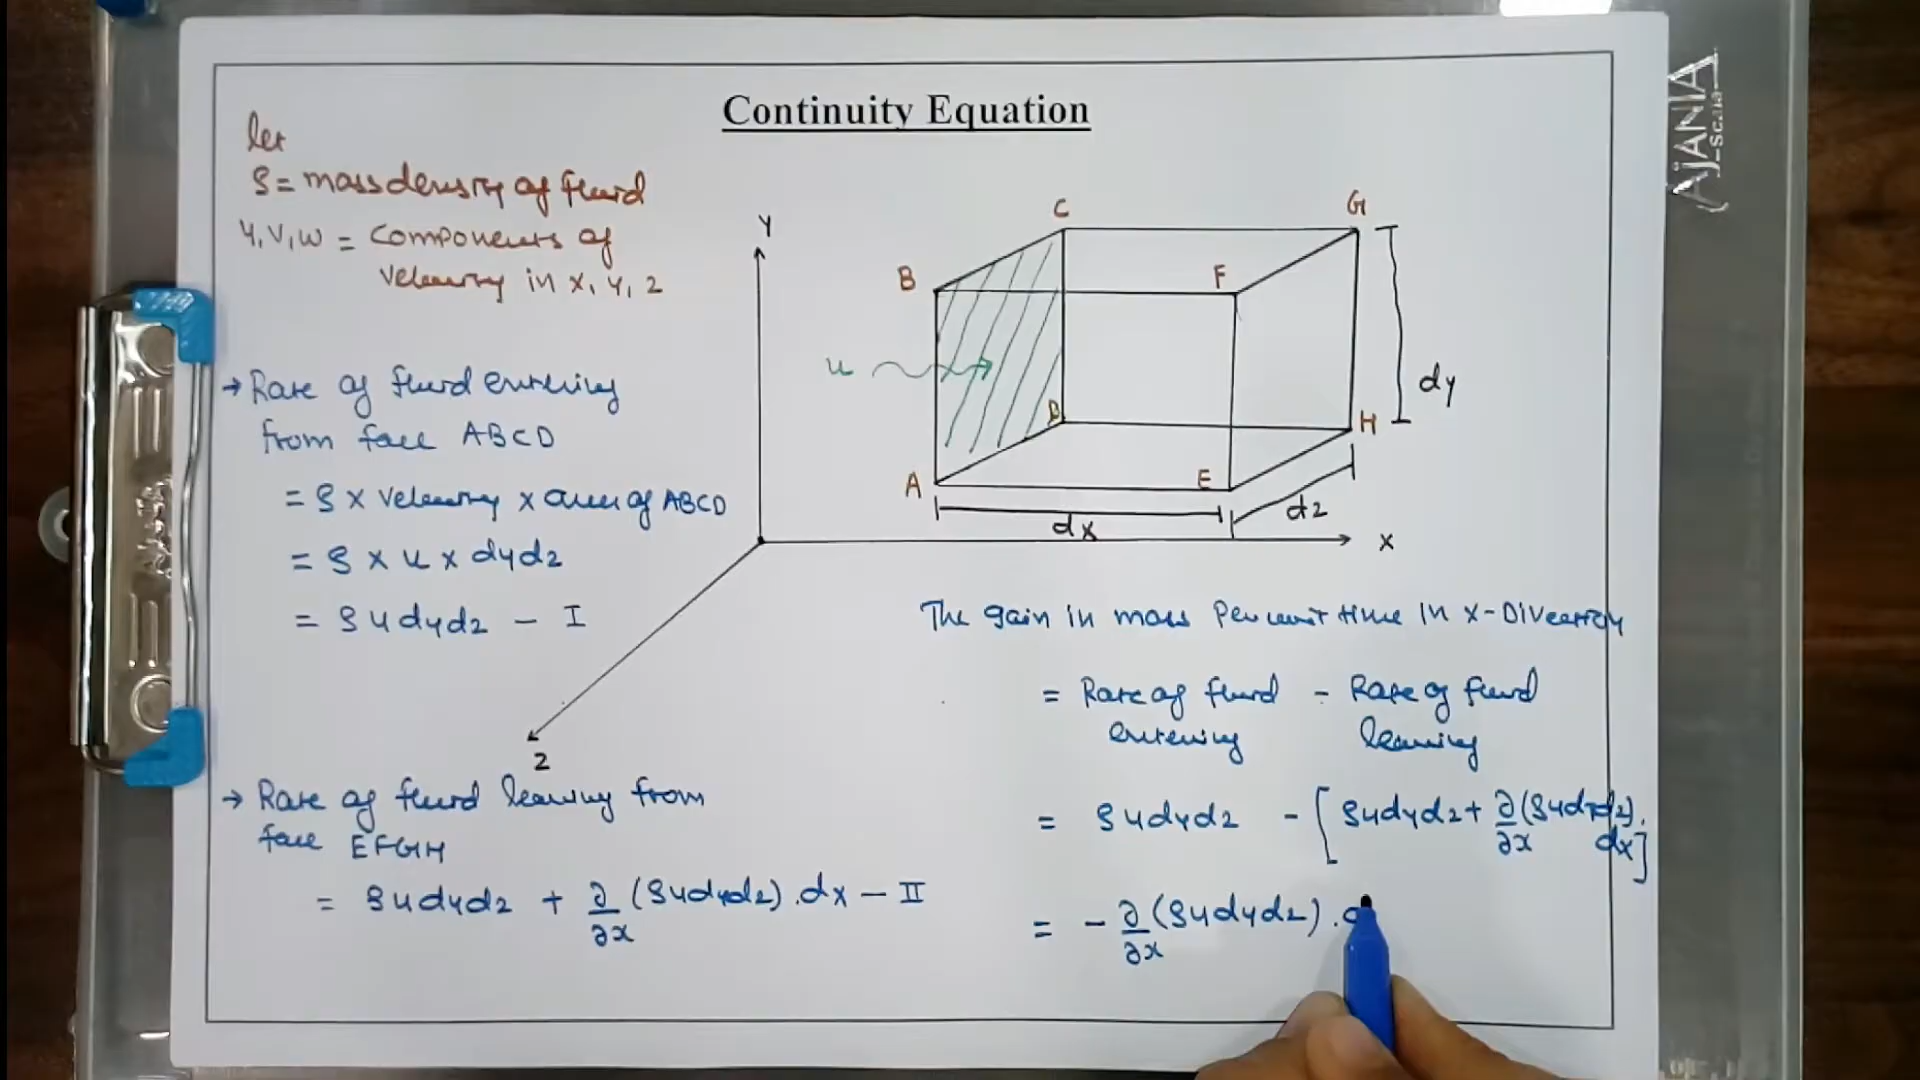 Continuity Equation
let
ρ = mass density of fluid
u, v, w = components of
velocity in x, y, z
→ Rate of fluid entering
from face ABCD
= ρ × velocity × area of ABCD
= ρ × u × dydz
= ρudydz - I
→ Rate of fluid leaving from
face EFGH
= ρudydz + ∂/∂x (ρudydz).dx - II
Y
C
G
B
F
u
dy
D
H
A
E
dz
dx
X
Z
The gain in mass per unit time in x-Direction
= Rate of fluid - Rate of fluid
entering leaving
= ρudydz - [ρudydz + ∂/∂x (ρudydz).
dx]
= - ∂/∂x (ρudydz).d
AJANTA